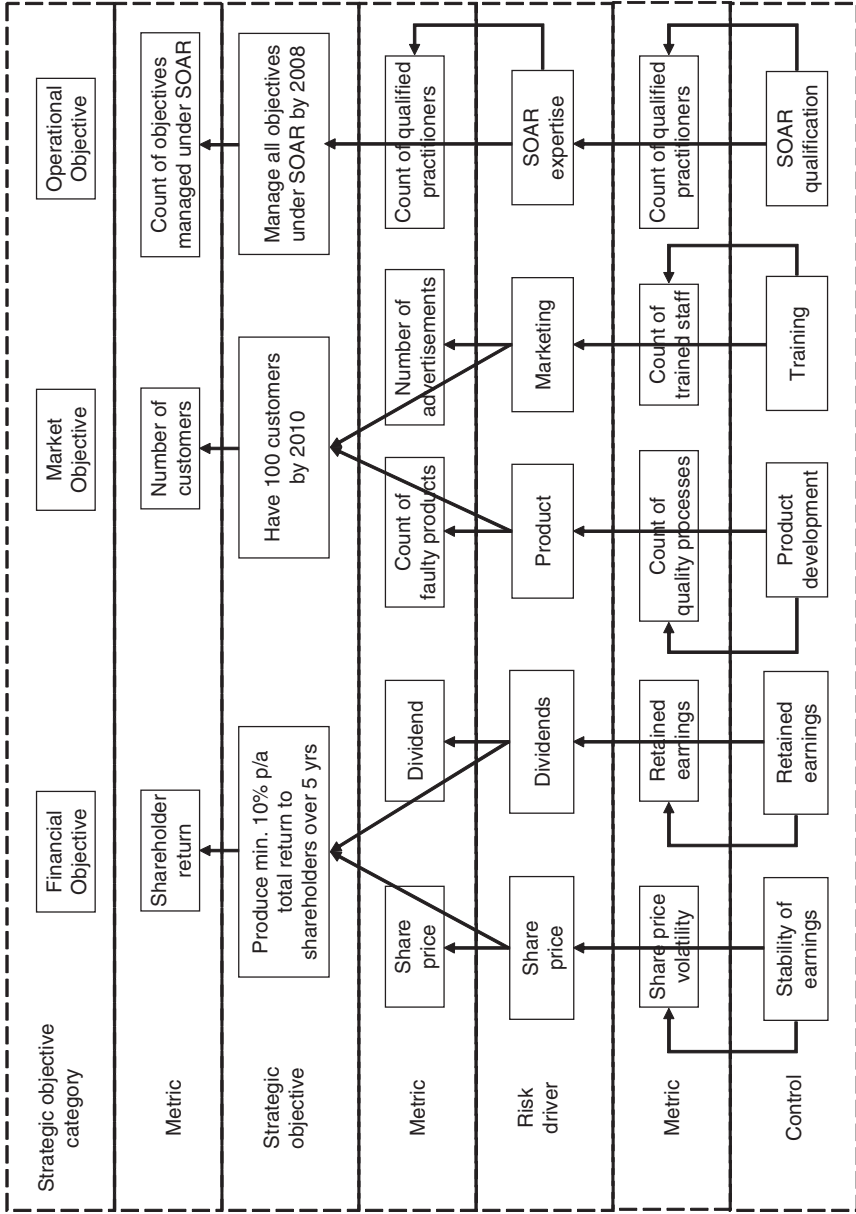 Strategic objective
category
Financial
Objective
Market
Objective
Operational
Objective
Metric
Shareholder
return
Number of
customers
Count of objectives
managed under SOAR
Strategic
objective
Produce min. 10% p/a
total return to
shareholders over 5 yrs
Have 100 customers
by 2010
Manage all objectives
under SOAR by 2008
Metric
Share
price
Dividend
Count of
faulty products
Number of
advertisements
Count of qualified
practitioners
Risk
driver
Share
price
Dividends
Product
Marketing
SOAR
expertise
Metric
Share price
volatility
Retained
earnings
Count of
quality processes
Count of
trained staff
Count of qualified
practitioners
Control
Stability of
earnings
Retained
earnings
Product
development
Training
SOAR
qualification